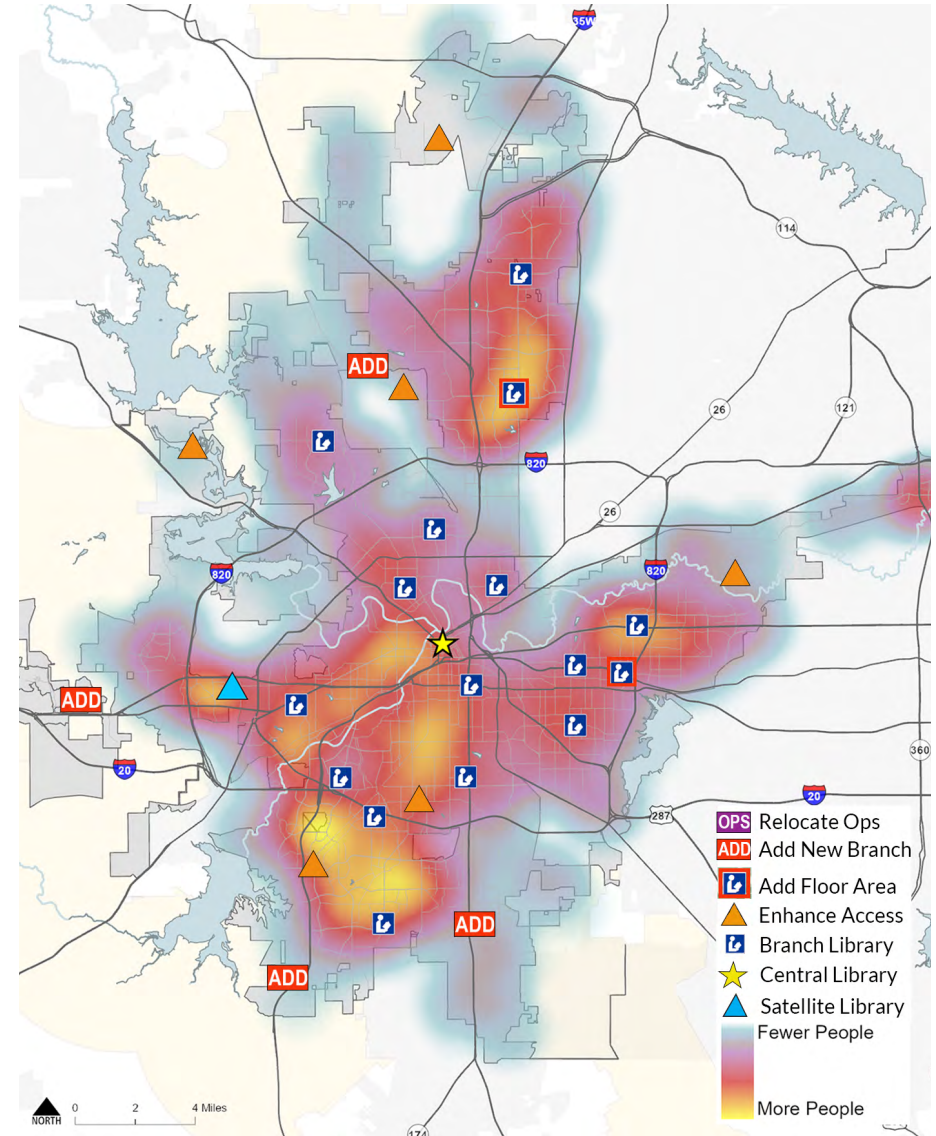 35W
114
ADD
26
121
820
26
820
820
ADD
20
360
20
287
OPS Relocate Ops
ADD Add New Branch
Add Floor Area
Enhance Access
Branch Library
ADD
Central Library
ADD
Satellite Library
Fewer People
More People
NORTH
0 2 4 Miles
174